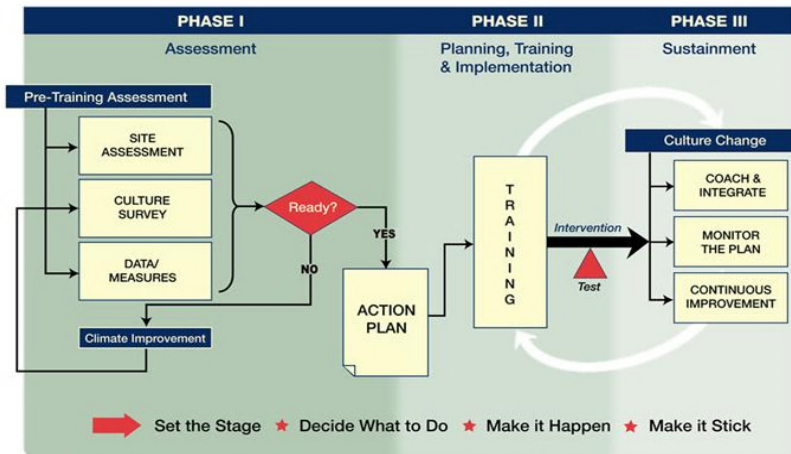 PHASE I
PHASE II
PHASE III
Assessment
Planning, Training
& Implementation
Sustainment
Pre-Training Assessment
SITE
ASSESSMENT
CULTURE
SURVEY
DATA/
MEASURES
Climate Improvement
Ready?
YES
NO
ACTION
PLAN
TRAINING
Intervention
Test
Culture Change
COACH &
INTEGRATE
MONITOR
THE PLAN
CONTINUOUS
IMPROVEMENT
Set the Stage ★ Decide What to Do ★ Make it Happen ★ Make it Stick